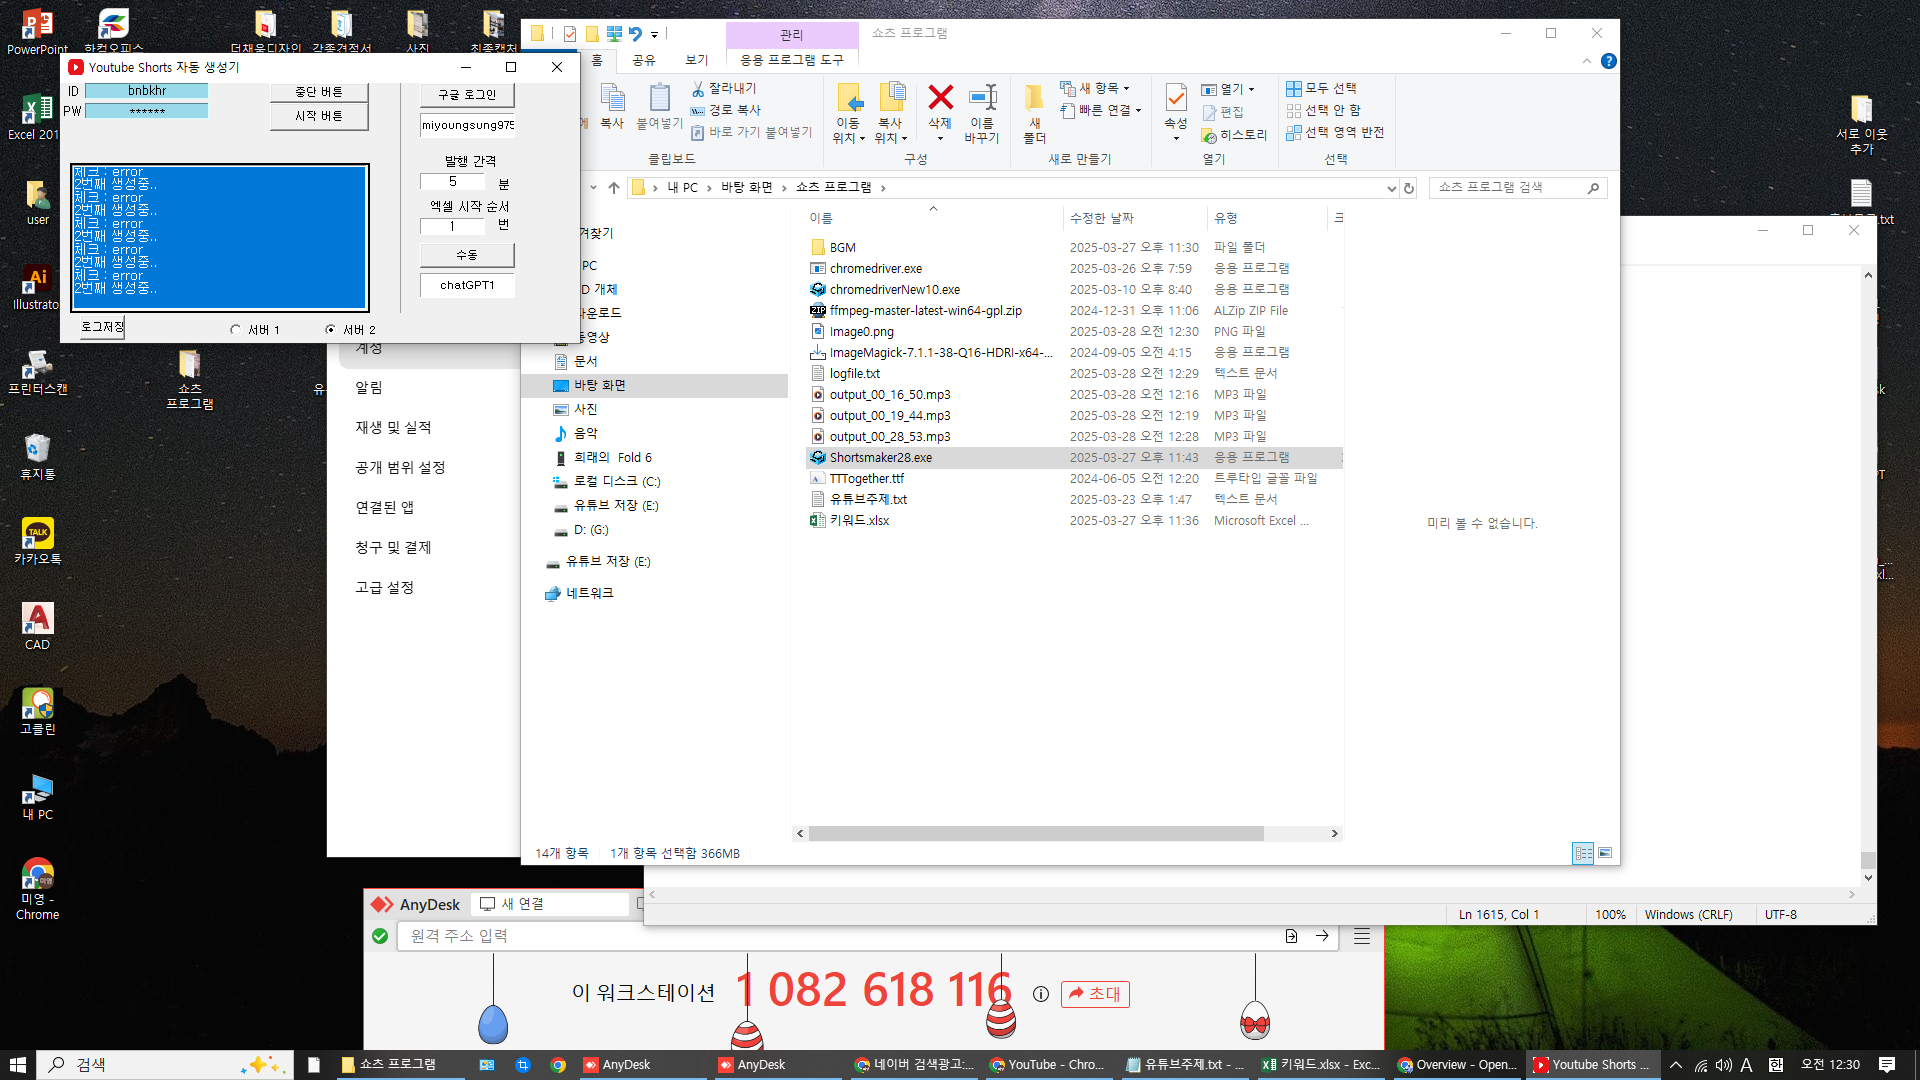 PowerPoint
한컴오피스
더채움디자인
각종견적서
사진
최종캡처
Youtube Shorts 자동 생성기
ID
bnbkhr
중단 버튼
구글 로그인
PW
******
시작 버튼
miyoungsung975
발행 간격
5
분
엑셀 시작 순서
1
번
수동
chatGPT1
체크 : error
2번째 생성중..
체크 : error
2번째 생성중..
체크 : error
2번째 생성중..
체크 : error
2번째 생성중..
체크 : error
2번째 생성중..
로그저장
서버 1
서버 2
Excel 201
user
Ai
Illustrato
프린터스캔
쇼츠
프로그램
휴지통
TALK
카카오톡
CAD
고클린
내 PC
미영 -
Chrome
계정
알림
재생 및 실적
공개 범위 설정
연결된 앱
청구 및 결제
고급 설정
관리
쇼츠 프로그램
홈
공유
보기
응용 프로그램 도구
복사
붙여넣기
잘라내기
경로 복사
바로 가기 붙여넣기
클립보드
이동
위치
복사
위치
삭제
이름
바꾸기
구성
새
폴더
새 항목
빠른 연결
새로 만들기
속성
열기
편집
히스토리
열기
모두 선택
선택 안 함
선택 영역 반전
선택
내 PC
바탕 화면
쇼츠 프로그램
쇼츠 프로그램 검색
겨찾기
PC
D 개체
다운로드
동영상
문서
바탕 화면
사진
음악
희래의 Fold 6
로컬 디스크 (C:)
유튜브 저장 (E:)
D: (G:)
유튜브 저장 (E:)
네트워크
이름
수정한 날짜
유형
크
BGM 2025-03-27 오후 11:30 파일 폴더
chromedriver.exe 2025-03-26 오후 7:59 응용 프로그램
chromedriverNew10.exe 2025-03-10 오후 8:40 응용 프로그램
ffmpeg-master-latest-win64-gpl.zip 2024-12-31 오후 11:06 ALZip ZIP File
Image0.png 2025-03-28 오전 12:30 PNG 파일
ImageMagick-7.1.1-38-Q16-HDRI-x64-... 2024-09-05 오전 4:15 응용 프로그램
logfile.txt 2025-03-28 오전 12:29 텍스트 문서
output_00_16_50.mp3 2025-03-28 오전 12:16 MP3 파일
output_00_19_44.mp3 2025-03-28 오전 12:19 MP3 파일
output_00_28_53.mp3 2025-03-28 오전 12:28 MP3 파일
Shortsmaker28.exe 2025-03-27 오후 11:43 응용 프로그램
TTTogether.ttf 2024-06-05 오전 12:20 트루타입 글꼴 파일
유튜브주제.txt 2025-03-23 오후 1:47 텍스트 문서
키워드.xlsx 2025-03-27 오후 11:36 Microsoft Excel ...
미리 볼 수 없습니다.
14개 항목
1개 항목 선택함 366MB
서로 이웃
추가
.txt
Ln 1615, Col 1
100%
Windows (CRLF)
UTF-8
AnyDesk
새 연결
원격 주소 입력
이 워크스테이션
1 082 618 116
초대
검색
쇼츠 프로그램
AnyDesk
AnyDesk
네이버 검색광고:...
YouTube - Chro...
유튜브주제.txt - ...
키워드.xlsx - Exc...
Overview - Open...
Youtube Shorts ...
A
한
오전 12:30